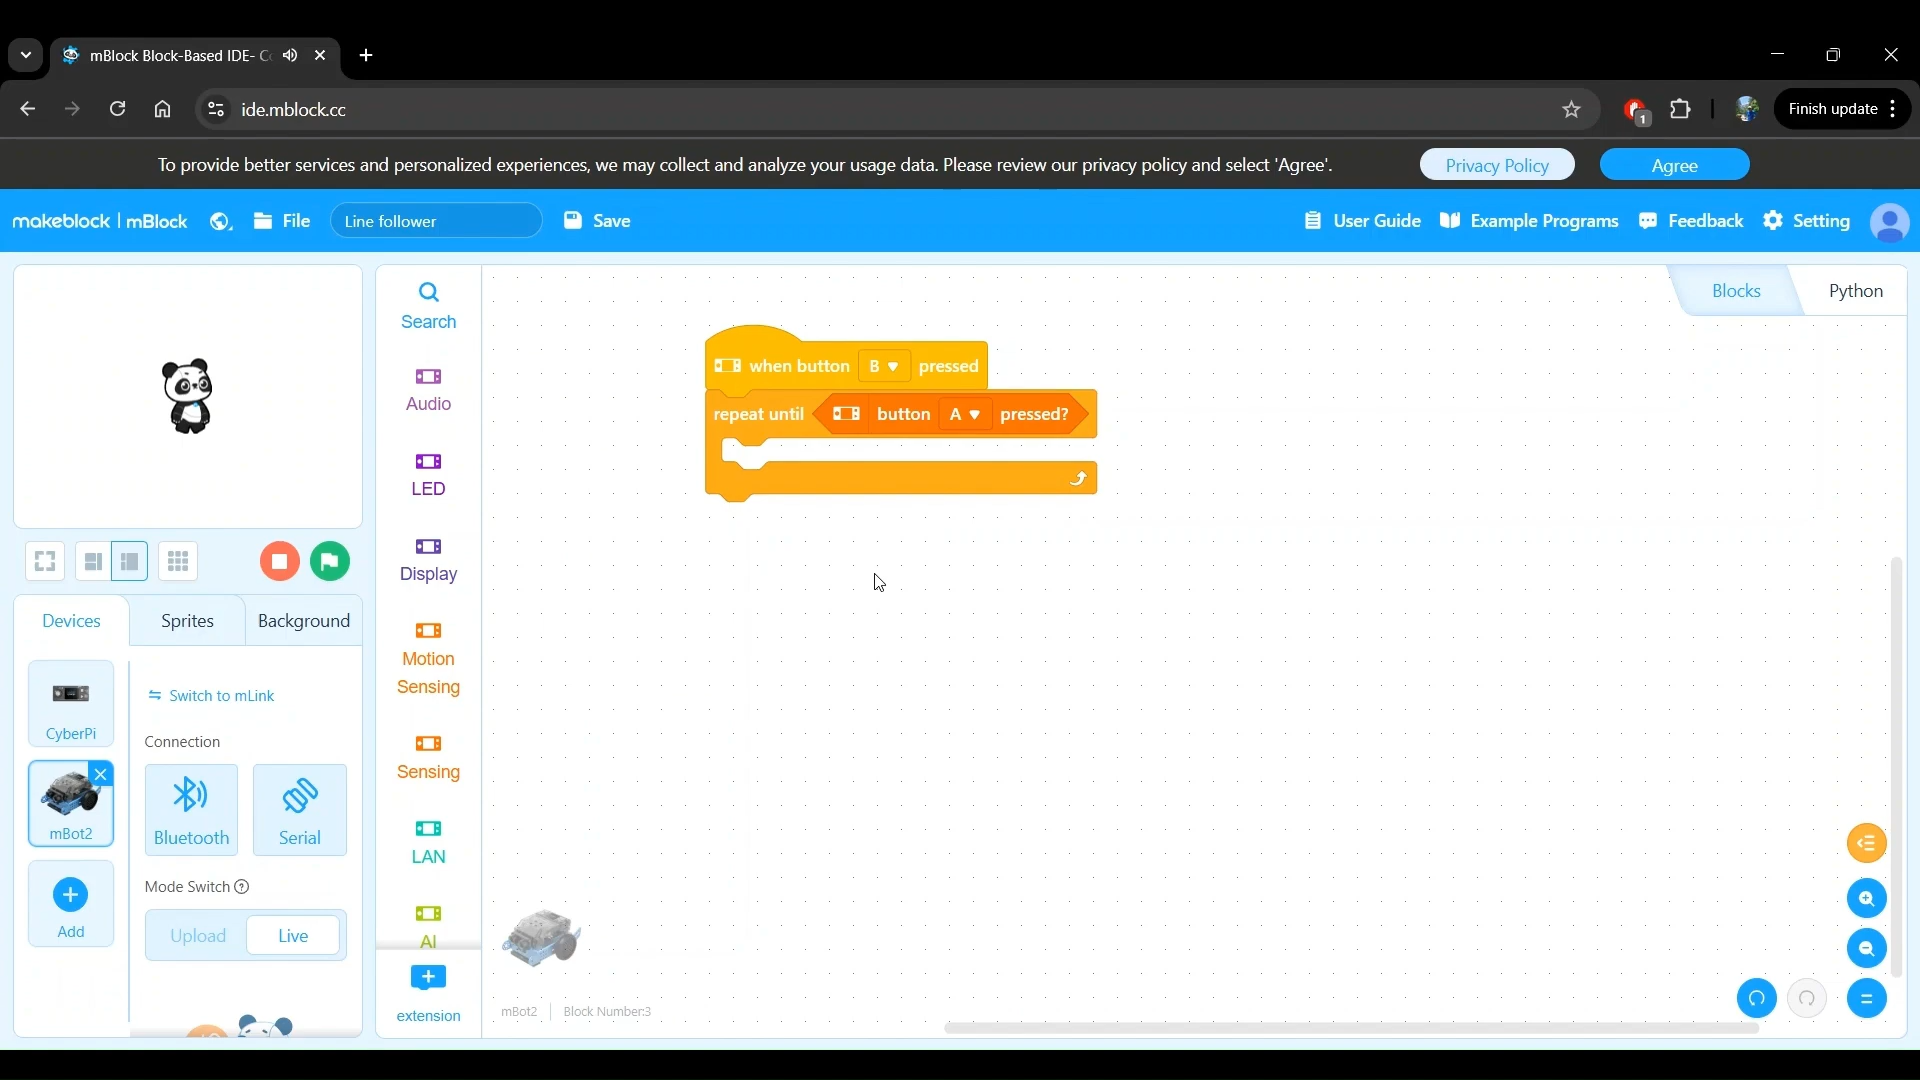 mBlock Block-Based IDE- Co
ide.mblock.cc
1
Finish update
To provide better services and personalized experiences, we may collect and analyze your usage data. Please review our privacy policy and select 'Agree'.
Privacy Policy
Agree
makeblock | mBlock
File
Line follower
Save
User Guide
Example Programs
Feedback
Setting
Search
Audio
LED
Display
Motion
Sensing
Sensing
LAN
AI
extension
Blocks
Python
when button B pressed
repeat until button A pressed?
Devices
Sprites
Background
CyberPi
mBot2
Add
Switch to mLink
Connection
Bluetooth
Serial
Mode Switch
Upload
Live
mBot2
Block Number:3